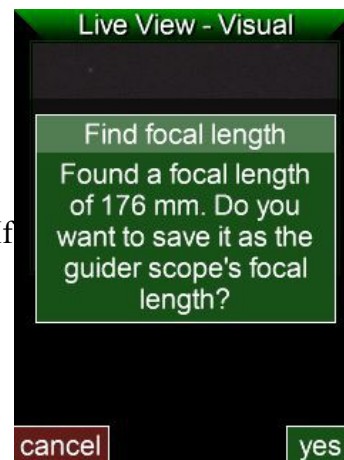 Live View - Visual
Find focal length
Found a focal length
of 176 mm. Do you
If
want to save it as the
guider scope's focal
length?
cancel
yes